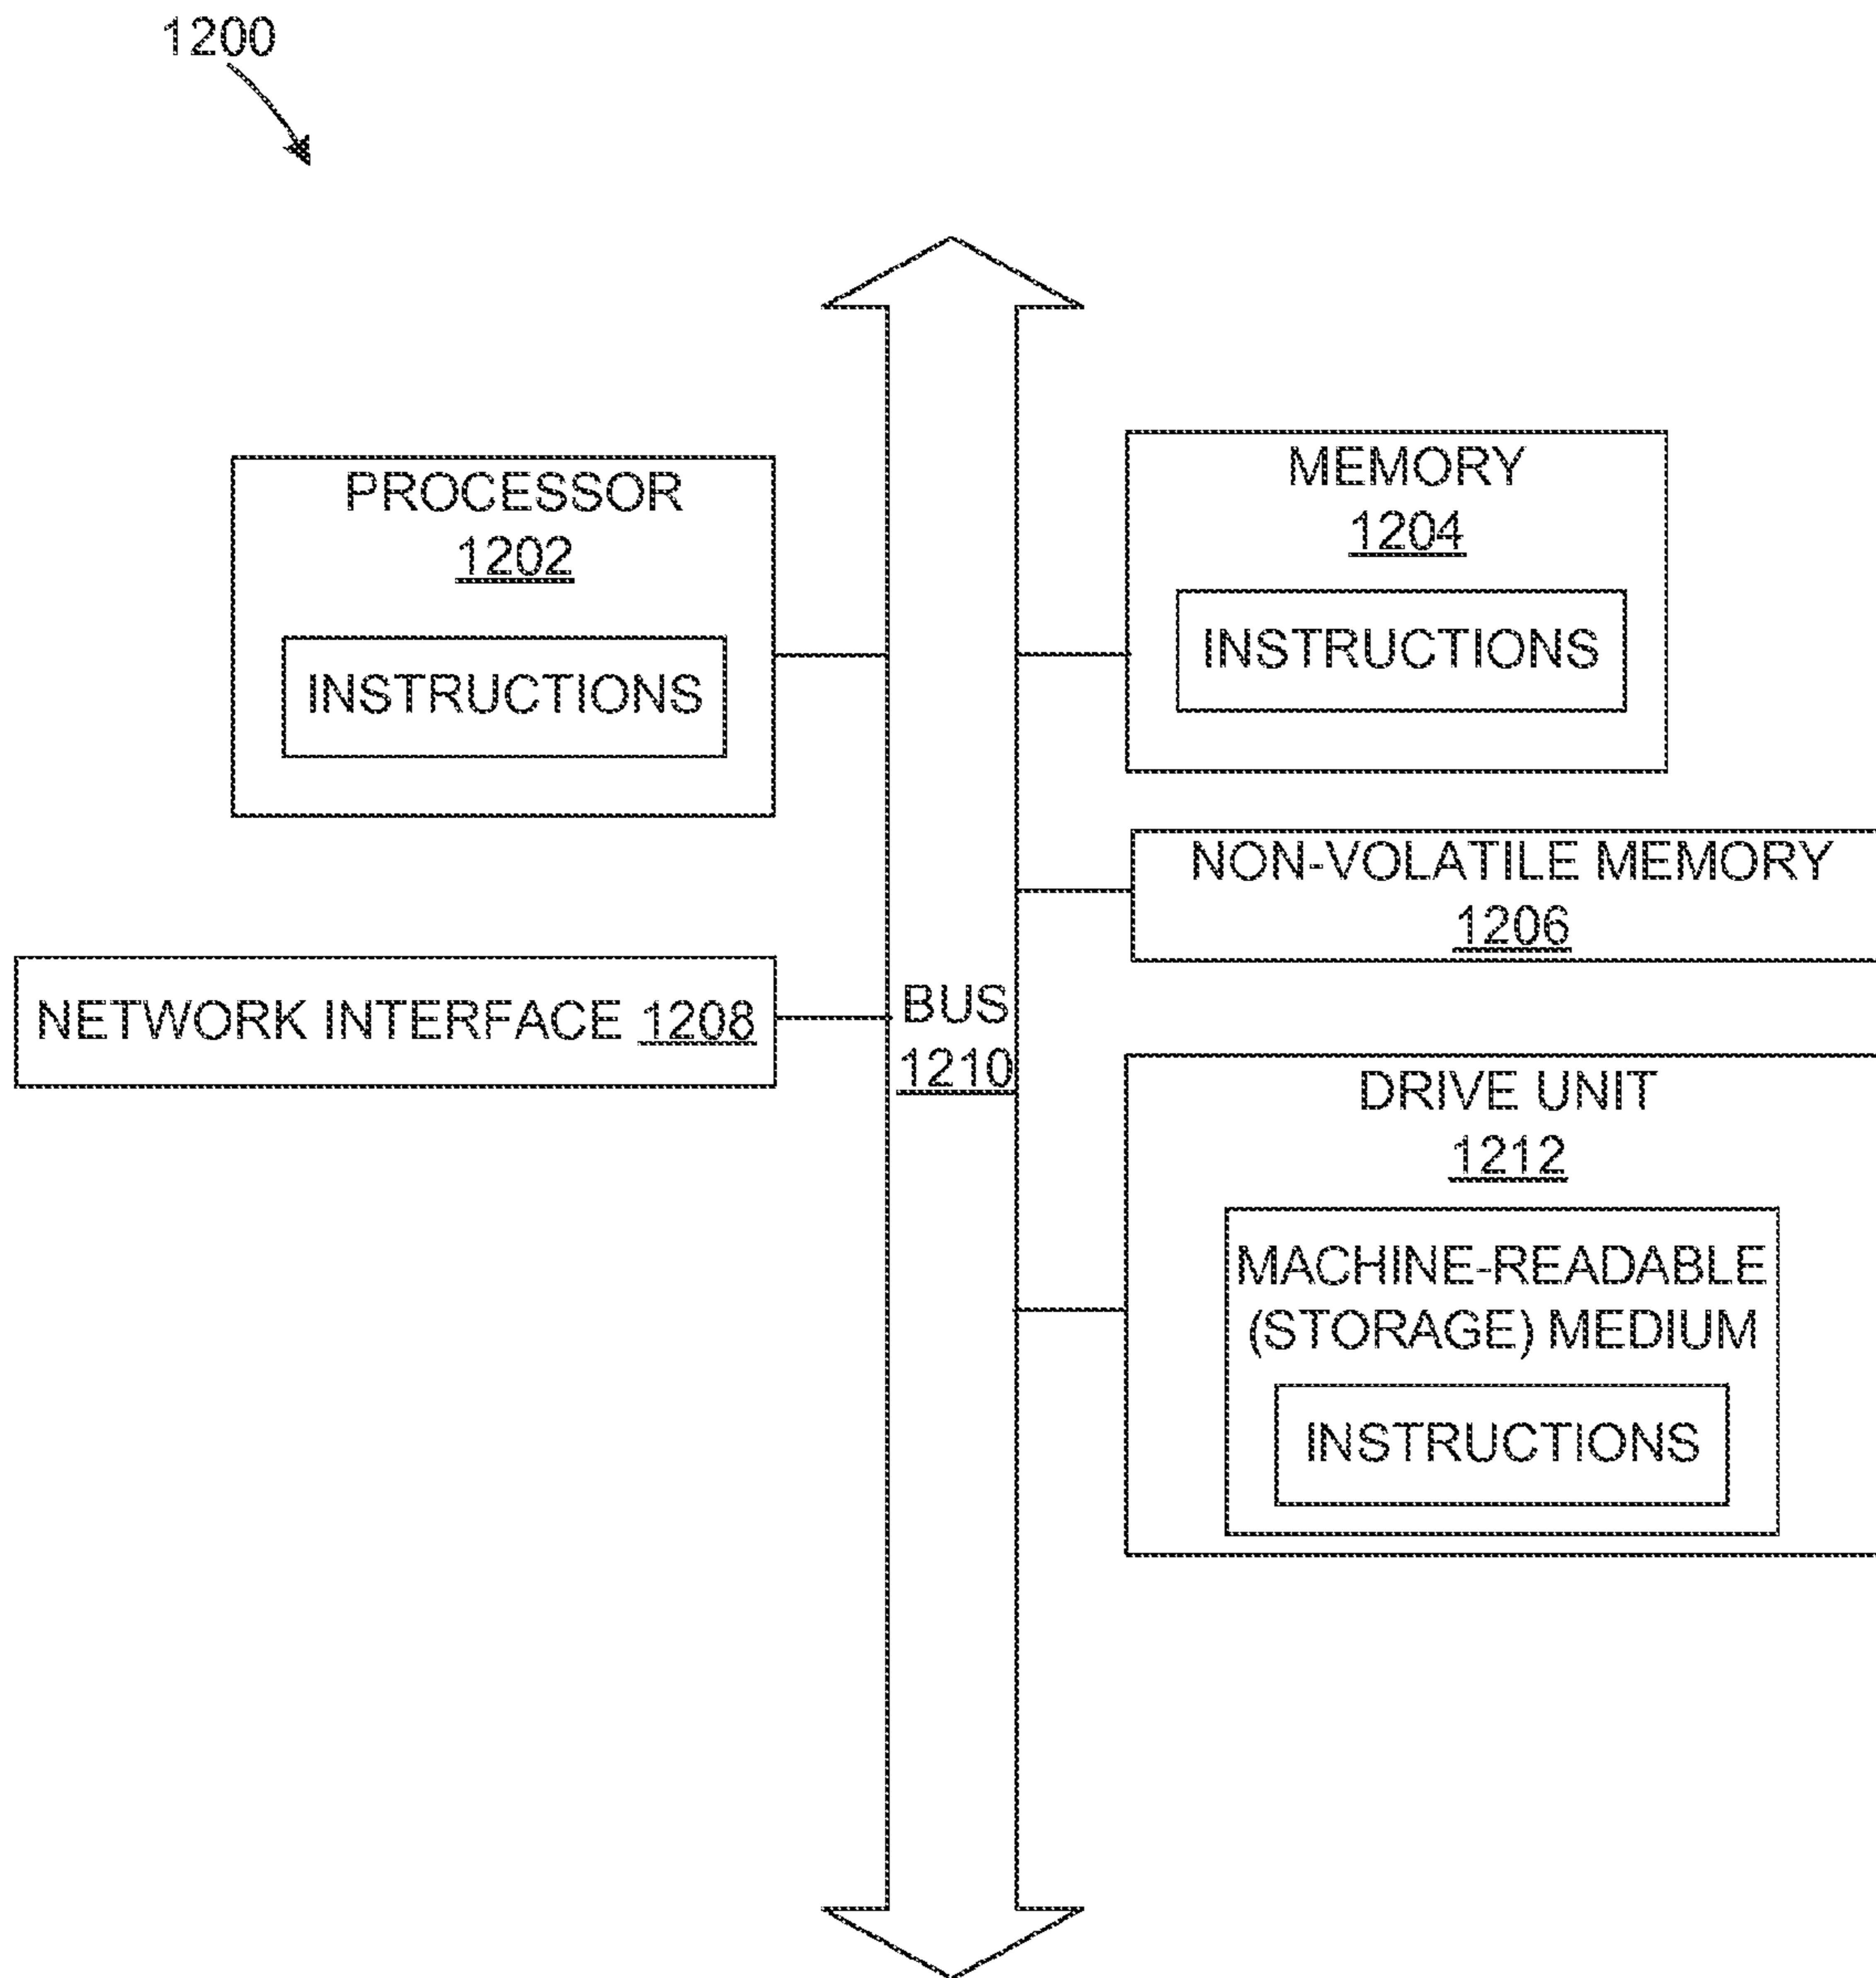 1200
PROCESSOR
1202
INSTRUCTIONS
MEMORY
1204
INSTRUCTIONS
NON-VOLATILE MEMORY
1206
NETWORK INTERFACE 1208
BUS
1210
DRIVE UNIT
1212
MACHINE-READABLE
(STORAGE) MEDIUM
INSTRUCTIONS